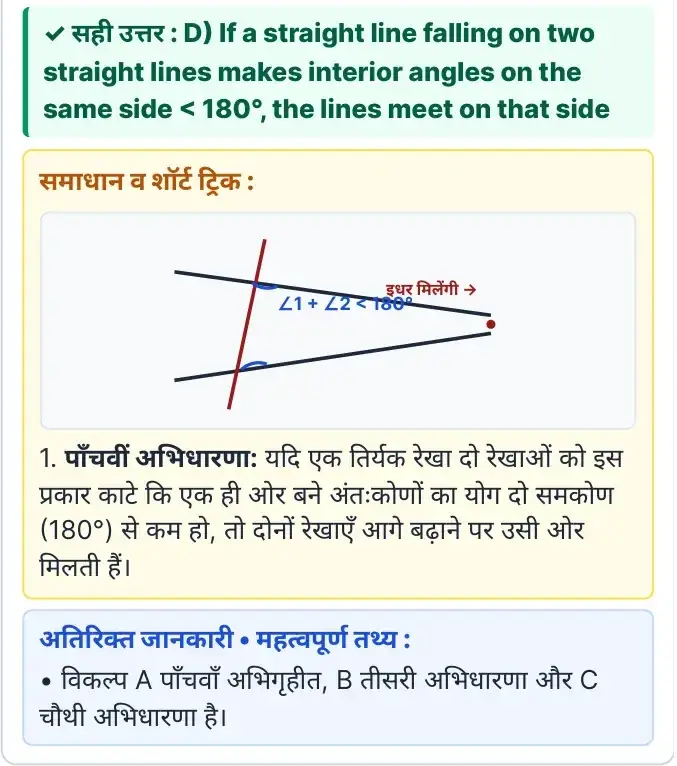 ✓ सही उत्तर : D) If a straight line falling on two
straight lines makes interior angles on the
same side < 180°, the lines meet on that side
समाधान व शॉर्ट ट्रिक :
इधर मिलेंगी →
∠1 + ∠2 < 180°
1. पाँचवीं अभिधारणा: यदि एक तिर्यक रेखा दो रेखाओं को इस
प्रकार काटे कि एक ही ओर बने अंतःकोणों का योग दो समकोण
(180°) से कम हो, तो दोनों रेखाएँ आगे बढ़ाने पर उसी ओर
मिलती हैं।
अतिरिक्त जानकारी • महत्वपूर्ण तथ्य :
• विकल्प A पाँचवाँ अभिगृहीत, B तीसरी अभिधारणा और C
चौथी अभिधारणा है।